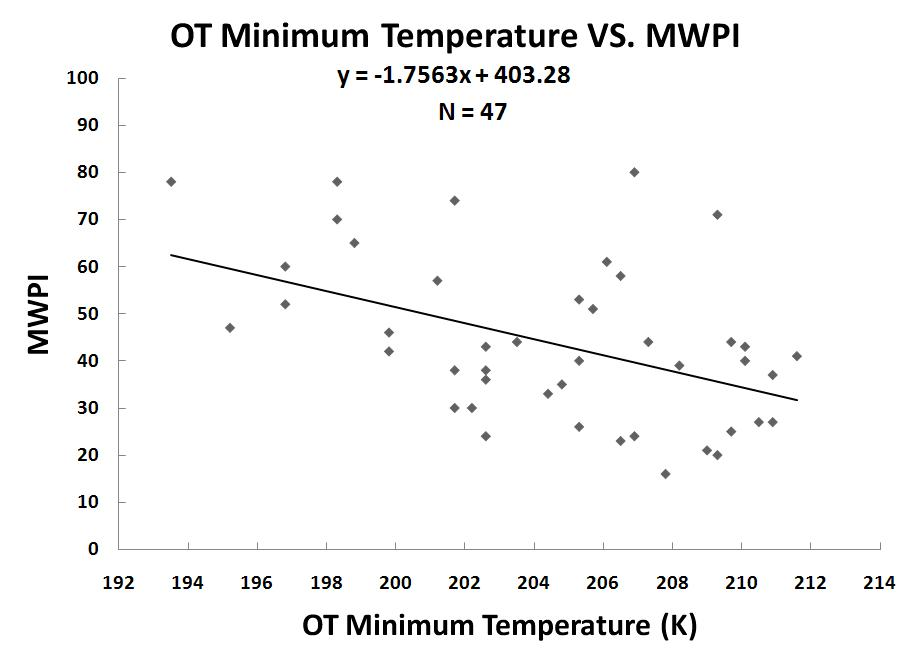 OT Minimum Temperature VS. MWPI
y = -1.7563x + 403.28
N = 47
100
90
80
70
60
50
40
30
20
10
0
MWPI
192 194 196 198 200 202 204 206 208 210 212 214
OT Minimum Temperature (K)